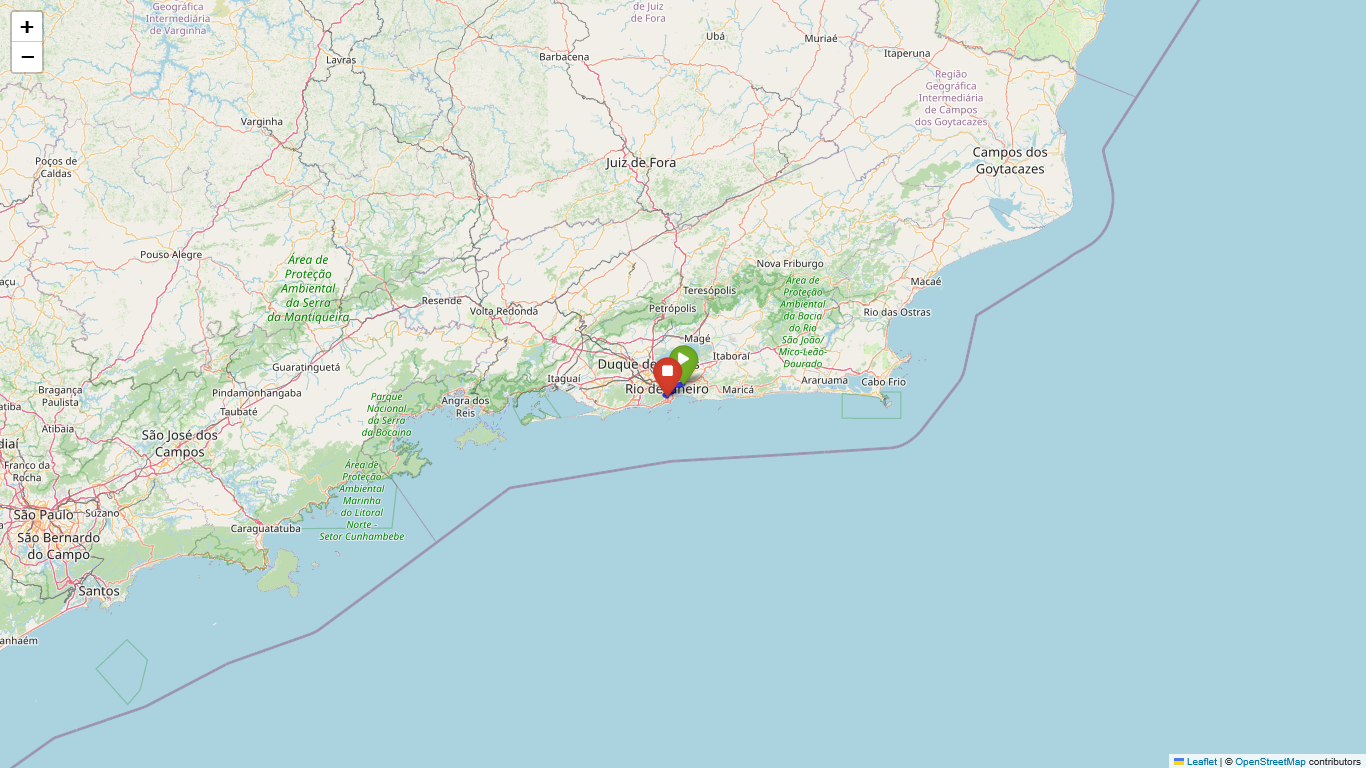 +
−
Região
Geográfica
Intermediária
de Varginha
de Juiz
de Fora
Ubá
Muriaé
Itaperuna
Lavras
Barbacena
Região
Geográfica
Intermediária
de Campos
dos Goytacazes
Varginha
Poços de
Caldas
Juiz de Fora
Campos dos
Goytacazes
Pouso Alegre
Área de
Proteção
Ambiental
da Serra
da Mantiqueira
Nova Friburgo
Área de
Proteção
Ambiental
da Bacia
do Rio
São João/
Mico-Leão-
Dourado
Macaé
Teresópolis
Resende
Volta Redonda
Petrópolis
Rio das Ostras
Magé
Itaboraí
Duque de
Guaratinguetá
Itaguaí
Rio de Janeiro
Maricá
Araruama
Cabo Frio
Bragança
Paulista
Pindamonhangaba
Taubaté
Parque
Nacional
da Serra
da Bocaina
Angra dos
Reis
Atibaia
São José dos
Campos
Franco da
Rocha
Área de
Proteção
Ambiental
Marinha
do Litoral
Norte -
Setor Cunhambebe
São Paulo
Suzano
São Bernardo
do Campo
Caraguatatuba
Santos
Leaflet | © OpenStreetMap contributors